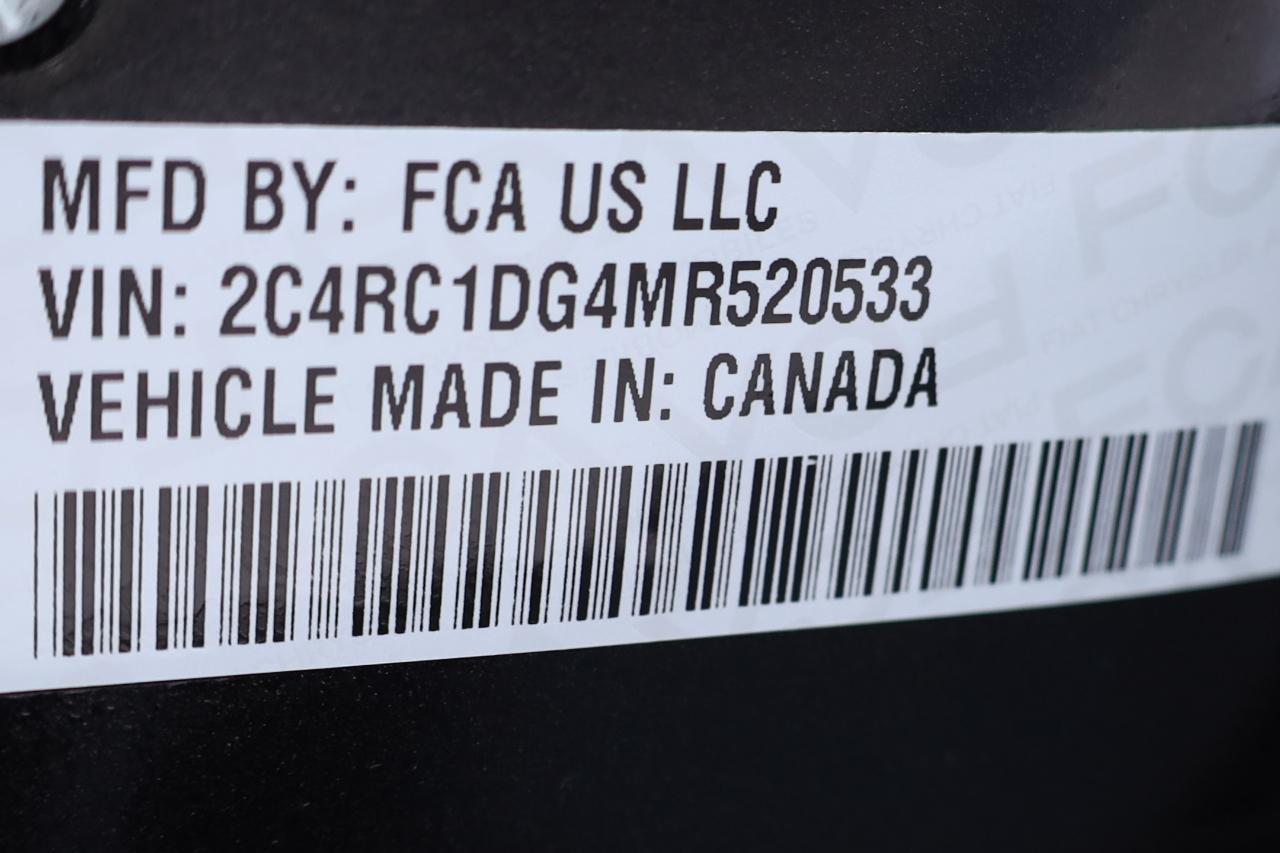 MFD BY: FCA US LLC
VIN: 2C4RC1DG4MR520533
VEHICLE MADE IN: CANADA